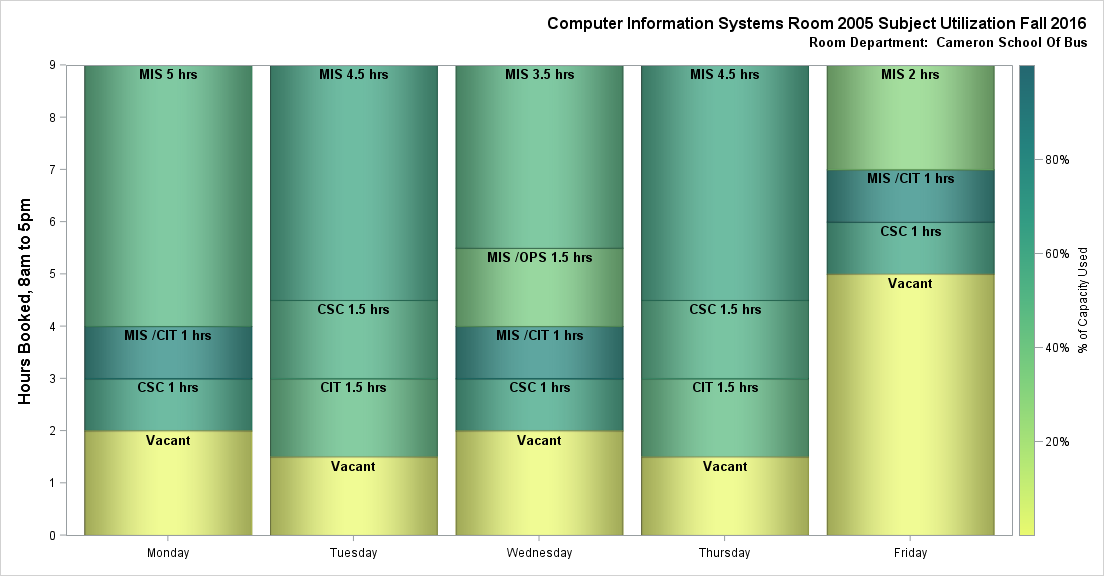 Computer Information Systems Room 2005 Subject Utilization Fall 2016
Room Department:  Cameron School Of Bus
Hours Booked, 8am to 5pm
9
8
7
6
5
4
3
2
1
0
MIS 5 hrs
MIS /CIT 1 hrs
CSC 1 hrs
Vacant
MIS 4.5 hrs
CSC 1.5 hrs
CIT 1.5 hrs
Vacant
MIS 3.5 hrs
MIS /OPS 1.5 hrs
MIS /CIT 1 hrs
CSC 1 hrs
Vacant
MIS 4.5 hrs
CSC 1.5 hrs
CIT 1.5 hrs
Vacant
MIS 2 hrs
MIS /CIT 1 hrs
CSC 1 hrs
Vacant
Monday
Tuesday
Wednesday
Thursday
Friday
80%
60%
40%
20%
% of Capacity Used